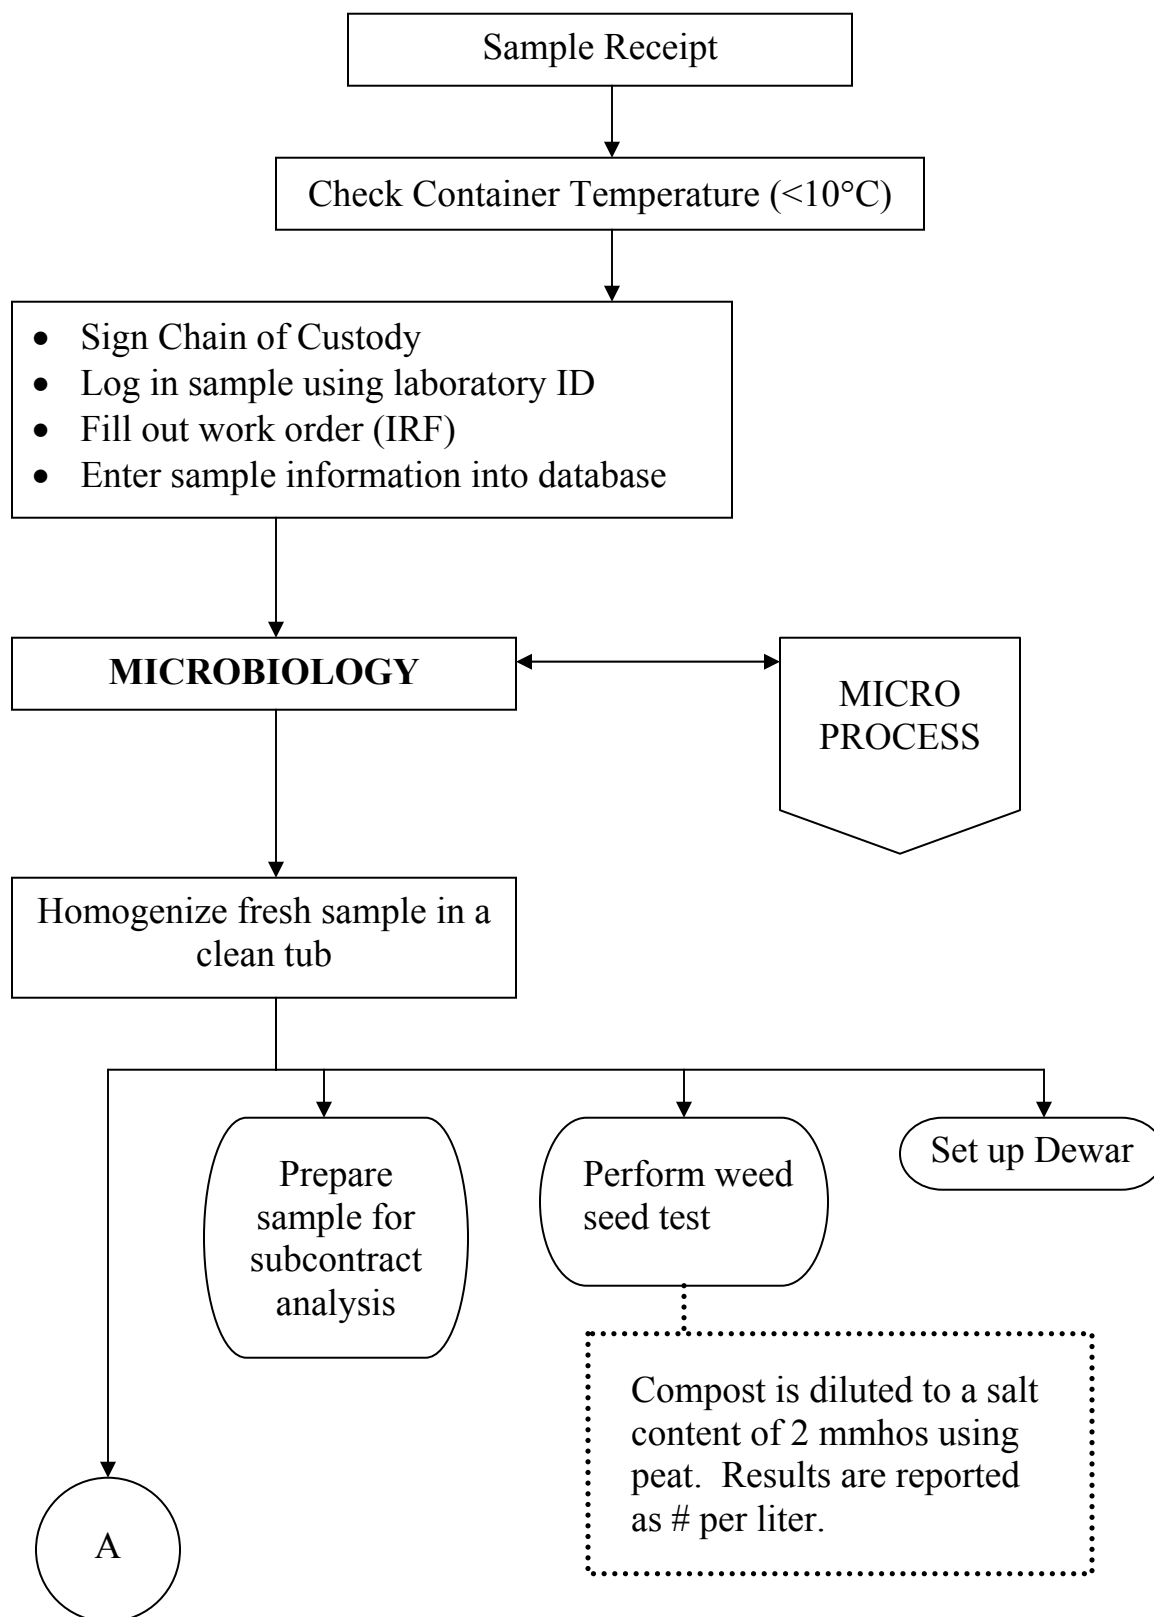 Sample Receipt
Check Container Temperature (<10°C)
• Sign Chain of Custody
• Log in sample using laboratory ID
• Fill out work order (IRF)
• Enter sample information into database
MICROBIOLOGY
MICRO
PROCESS
Homogenize fresh sample in a
clean tub
Prepare
sample for
subcontract
analysis
Perform weed
seed test
Set up Dewar
Compost is diluted to a salt
content of 2 mmhos using
peat.  Results are reported
as # per liter.
A